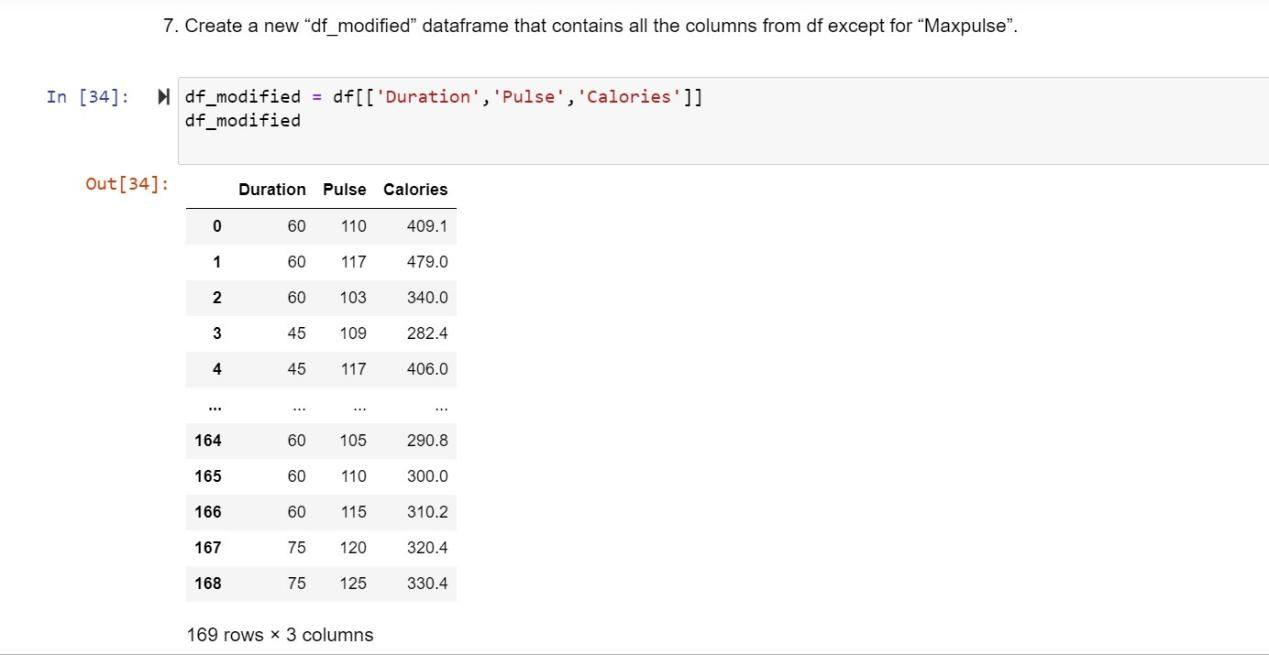 7. Create a new “df_modified” dataframe that contains all the columns from df except for “Maxpulse”.
In [34]: df_modified = df[['Duration','Pulse','Calories']]
df_modified
Out[34]:
Duration Pulse Calories
0 60 110 409.1
1 60 117 479.0
2 60 103 340.0
3 45 109 282.4
4 45 117 406.0
... ... ... ...
164 60 105 290.8
165 60 110 300.0
166 60 115 310.2
167 75 120 320.4
168 75 125 330.4
169 rows × 3 columns